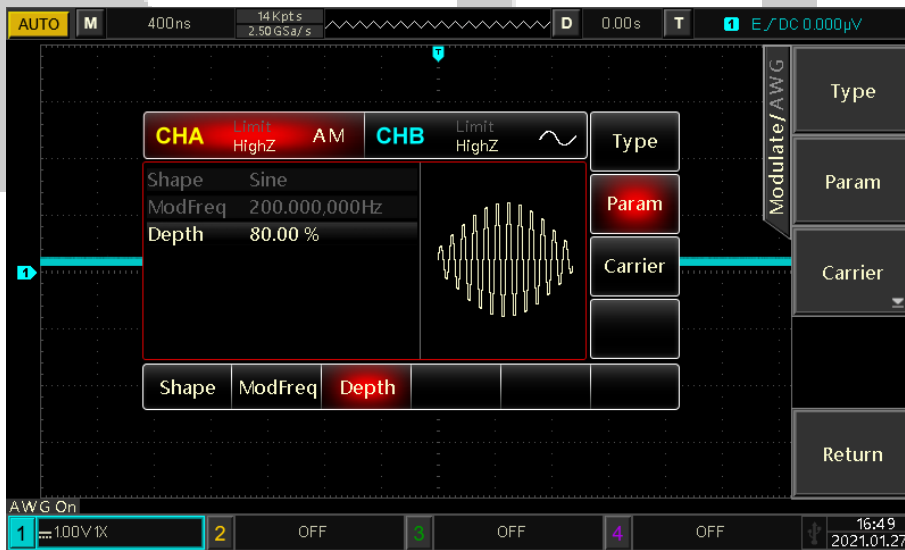 AUTO M 400ns 14Kpts D 0.00s T 1 E DC 0.000μV
2.50GSa/s
T
Modulate/AWG
Type
Param
Carrier
Return
CHA Limit AM CHB Limit
HighZ HighZ
Type
Param
Carrier
Shape Sine
ModFreq 200.000,000Hz
Depth 80.00 %
1
Shape ModFreq Depth
AWG On
1 1.00V 1X 2 OFF 3 OFF 4 OFF 16:49
2021.01.27